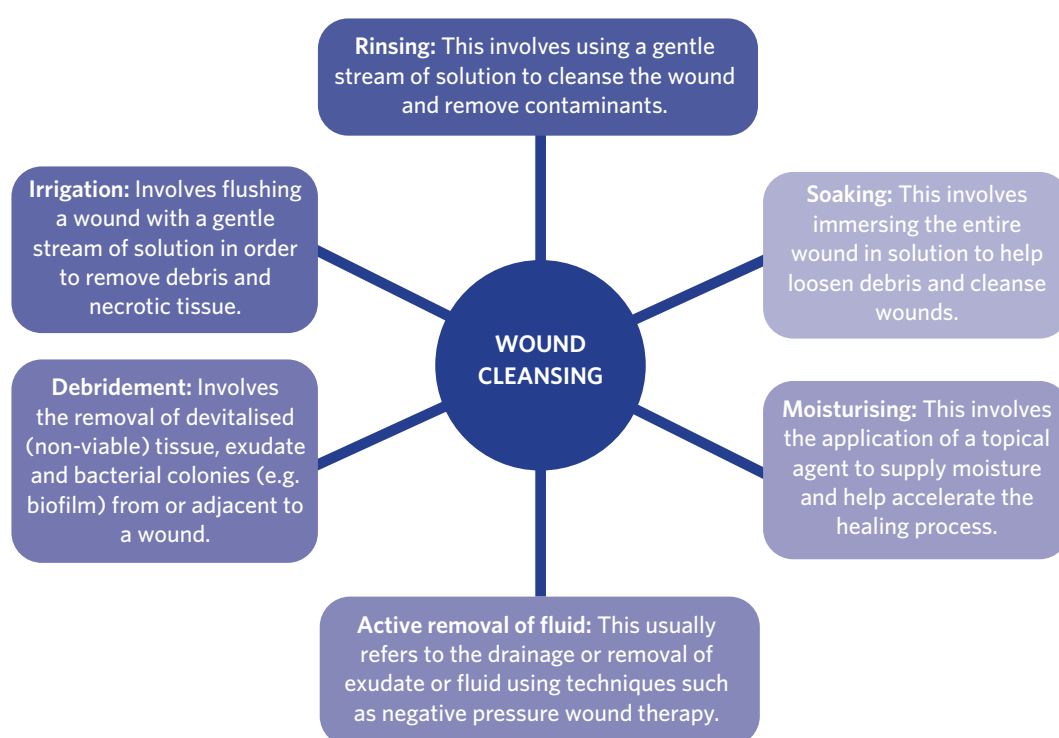 Rinsing: This involves using a gentle
stream of solution to cleanse the wound
and remove contaminants.
Irrigation: Involves flushing
a wound with a gentle
stream of solution in order
to remove debris and
necrotic tissue.
Soaking: This involves
immersing the entire
wound in solution to help
loosen debris and cleanse
wounds.
WOUND
CLEANSING
Debridement: Involves
the removal of devitalised
(non-viable) tissue, exudate
and bacterial colonies (e.g.
biofilm) from or adjacent to
a wound.
Moisturising: This involves
the application of a topical
agent to supply moisture
and help accelerate the
healing process.
Active removal of fluid: This usually
refers to the drainage or removal of
exudate or fluid using techniques such
as negative pressure wound therapy.